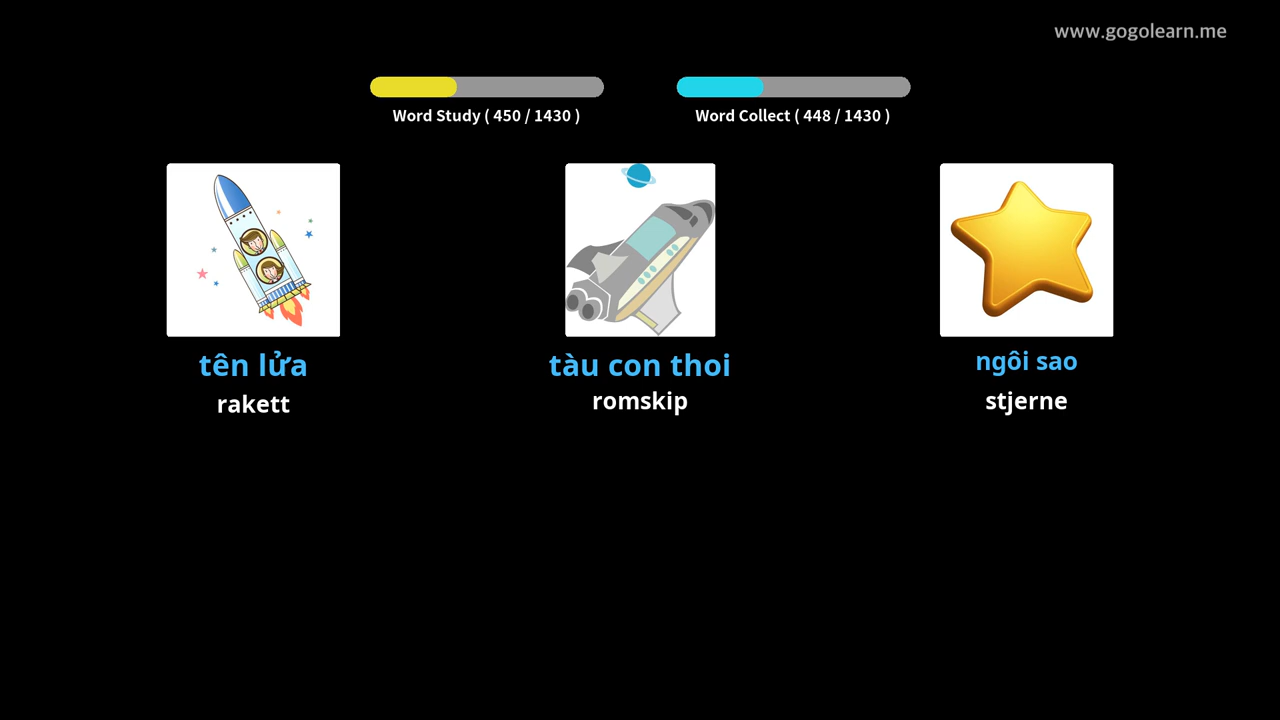 www.gogolearn.me
Word Study ( 450 / 1430 )
Word Collect ( 448 / 1430 )
tên lửa
rakett
tàu con thoi
romskip
ngôi sao
stjerne